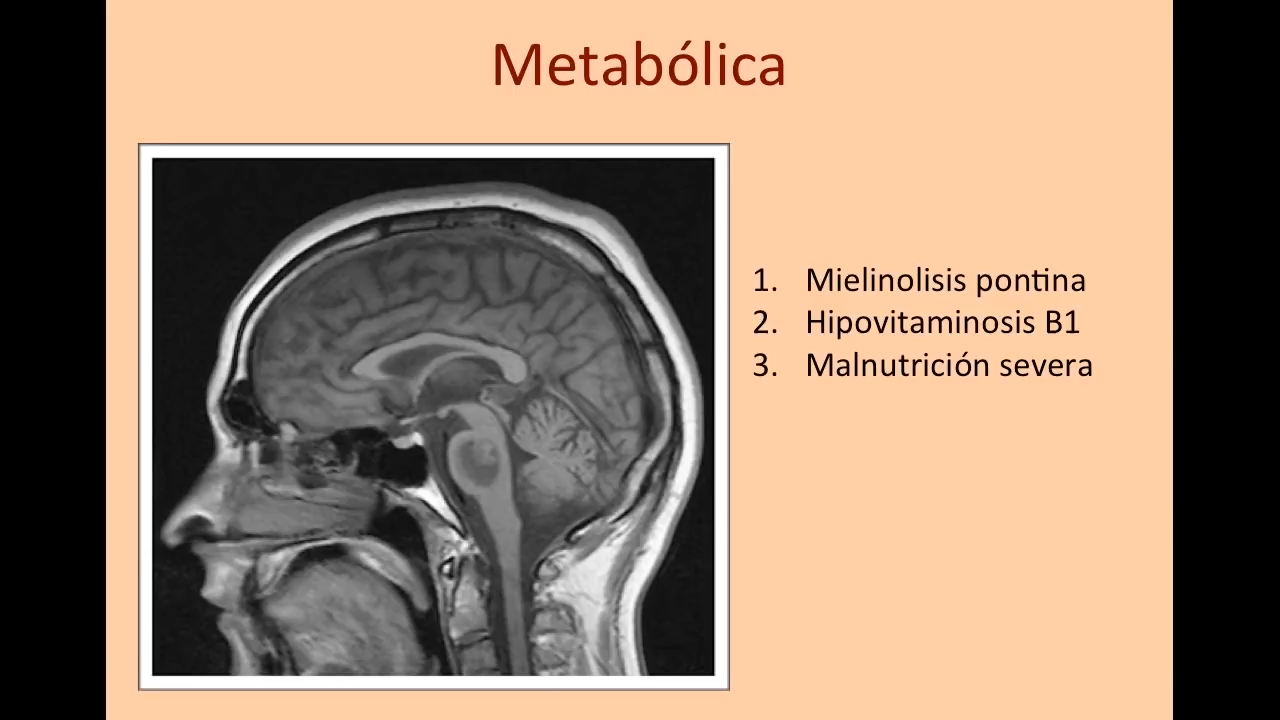 Metabólica
1. Mielinolisis pontina
2. Hipovitaminosis B1
3. Malnutrición severa